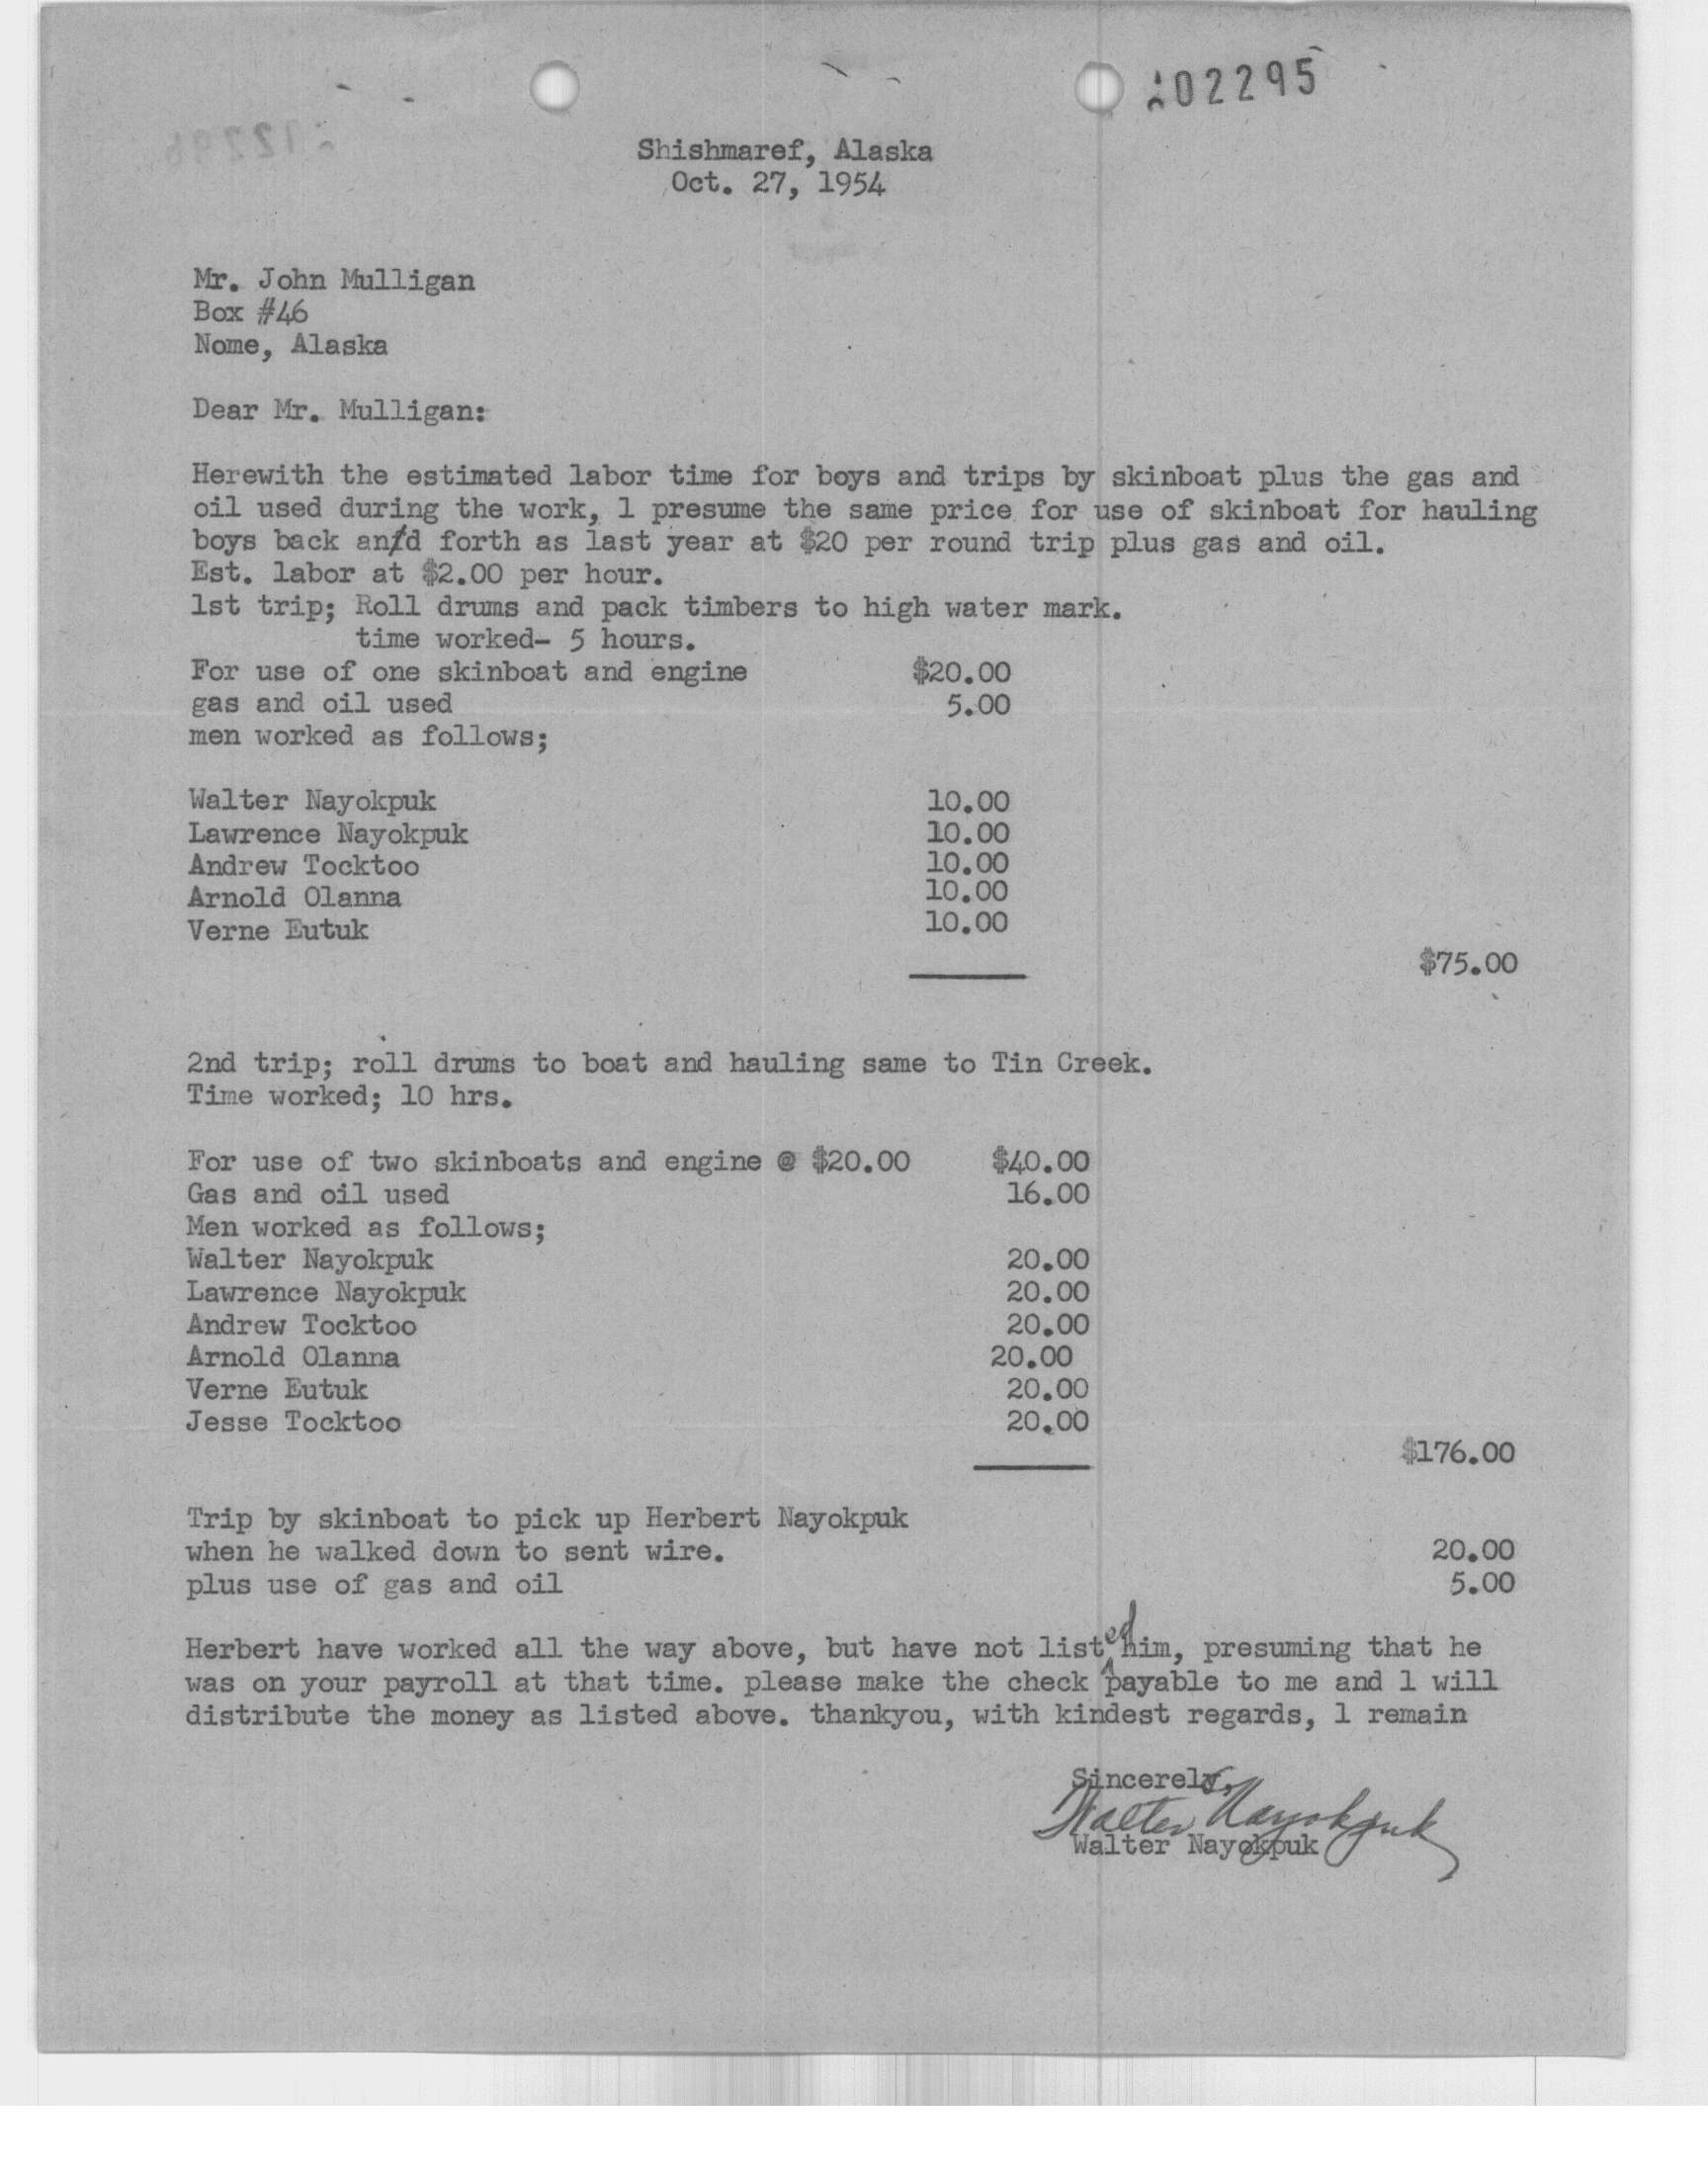 202295
Shishmaref, Alaska
Oct. 27, 1954
Mr. John Mulligan
Box #46
Nome, Alaska
Dear Mr. Mulligan:
Herewith the estimated labor time for boys and trips by skinboat plus the gas and
oil used during the work, l presume the same price for use of skinboat for hauling
boys back and forth as last year at $20 per round trip plus gas and oil.
Est. labor at $2.00 per hour.
1st trip; Roll drums and pack timbers to high water mark.
time worked- 5 hours.
For use of one skinboat and engine $20.00
gas and oil used 5.00
men worked as follows;
Walter Nayokpuk 10.00
Lawrence Nayokpuk 10.00
Andrew Tocktoo 10.00
Arnold Olanna 10.00
Verne Eutuk 10.00
$75.00
2nd trip; roll drums to boat and hauling same to Tin Creek.
Time worked; 10 hrs.
For use of two skinboats and engine @ $20.00 $40.00
Gas and oil used 16.00
Men worked as follows;
Walter Nayokpuk 20.00
Lawrence Nayokpuk 20.00
Andrew Tocktoo 20.00
Arnold Olanna 20.00
Verne Eutuk 20.00
Jesse Tocktoo 20.00
$176.00
Trip by skinboat to pick up Herbert Nayokpuk
when he walked down to sent wire. 20.00
plus use of gas and oil 5.00
Herbert have worked all the way above, but have not listed him, presuming that he
was on your payroll at that time. please make the check payable to me and l will
distribute the money as listed above. thankyou, with kindest regards, l remain
Sincerely,
Walter Nayokpuk
Walter Nayokpuk